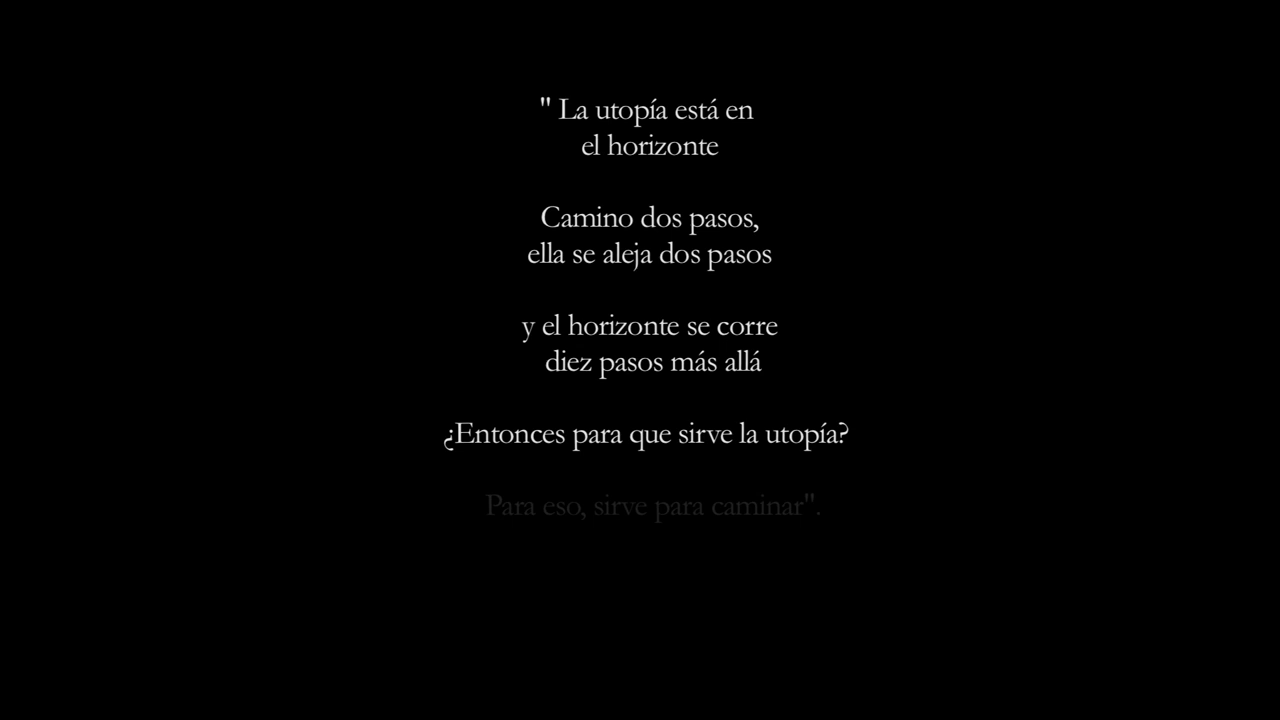 " La utopía está en
el horizonte
Camino dos pasos,
ella se aleja dos pasos
y el horizonte se corre
diez pasos más allá
¿Entonces para que sirve la utopía?
Para eso, sirve para caminar".